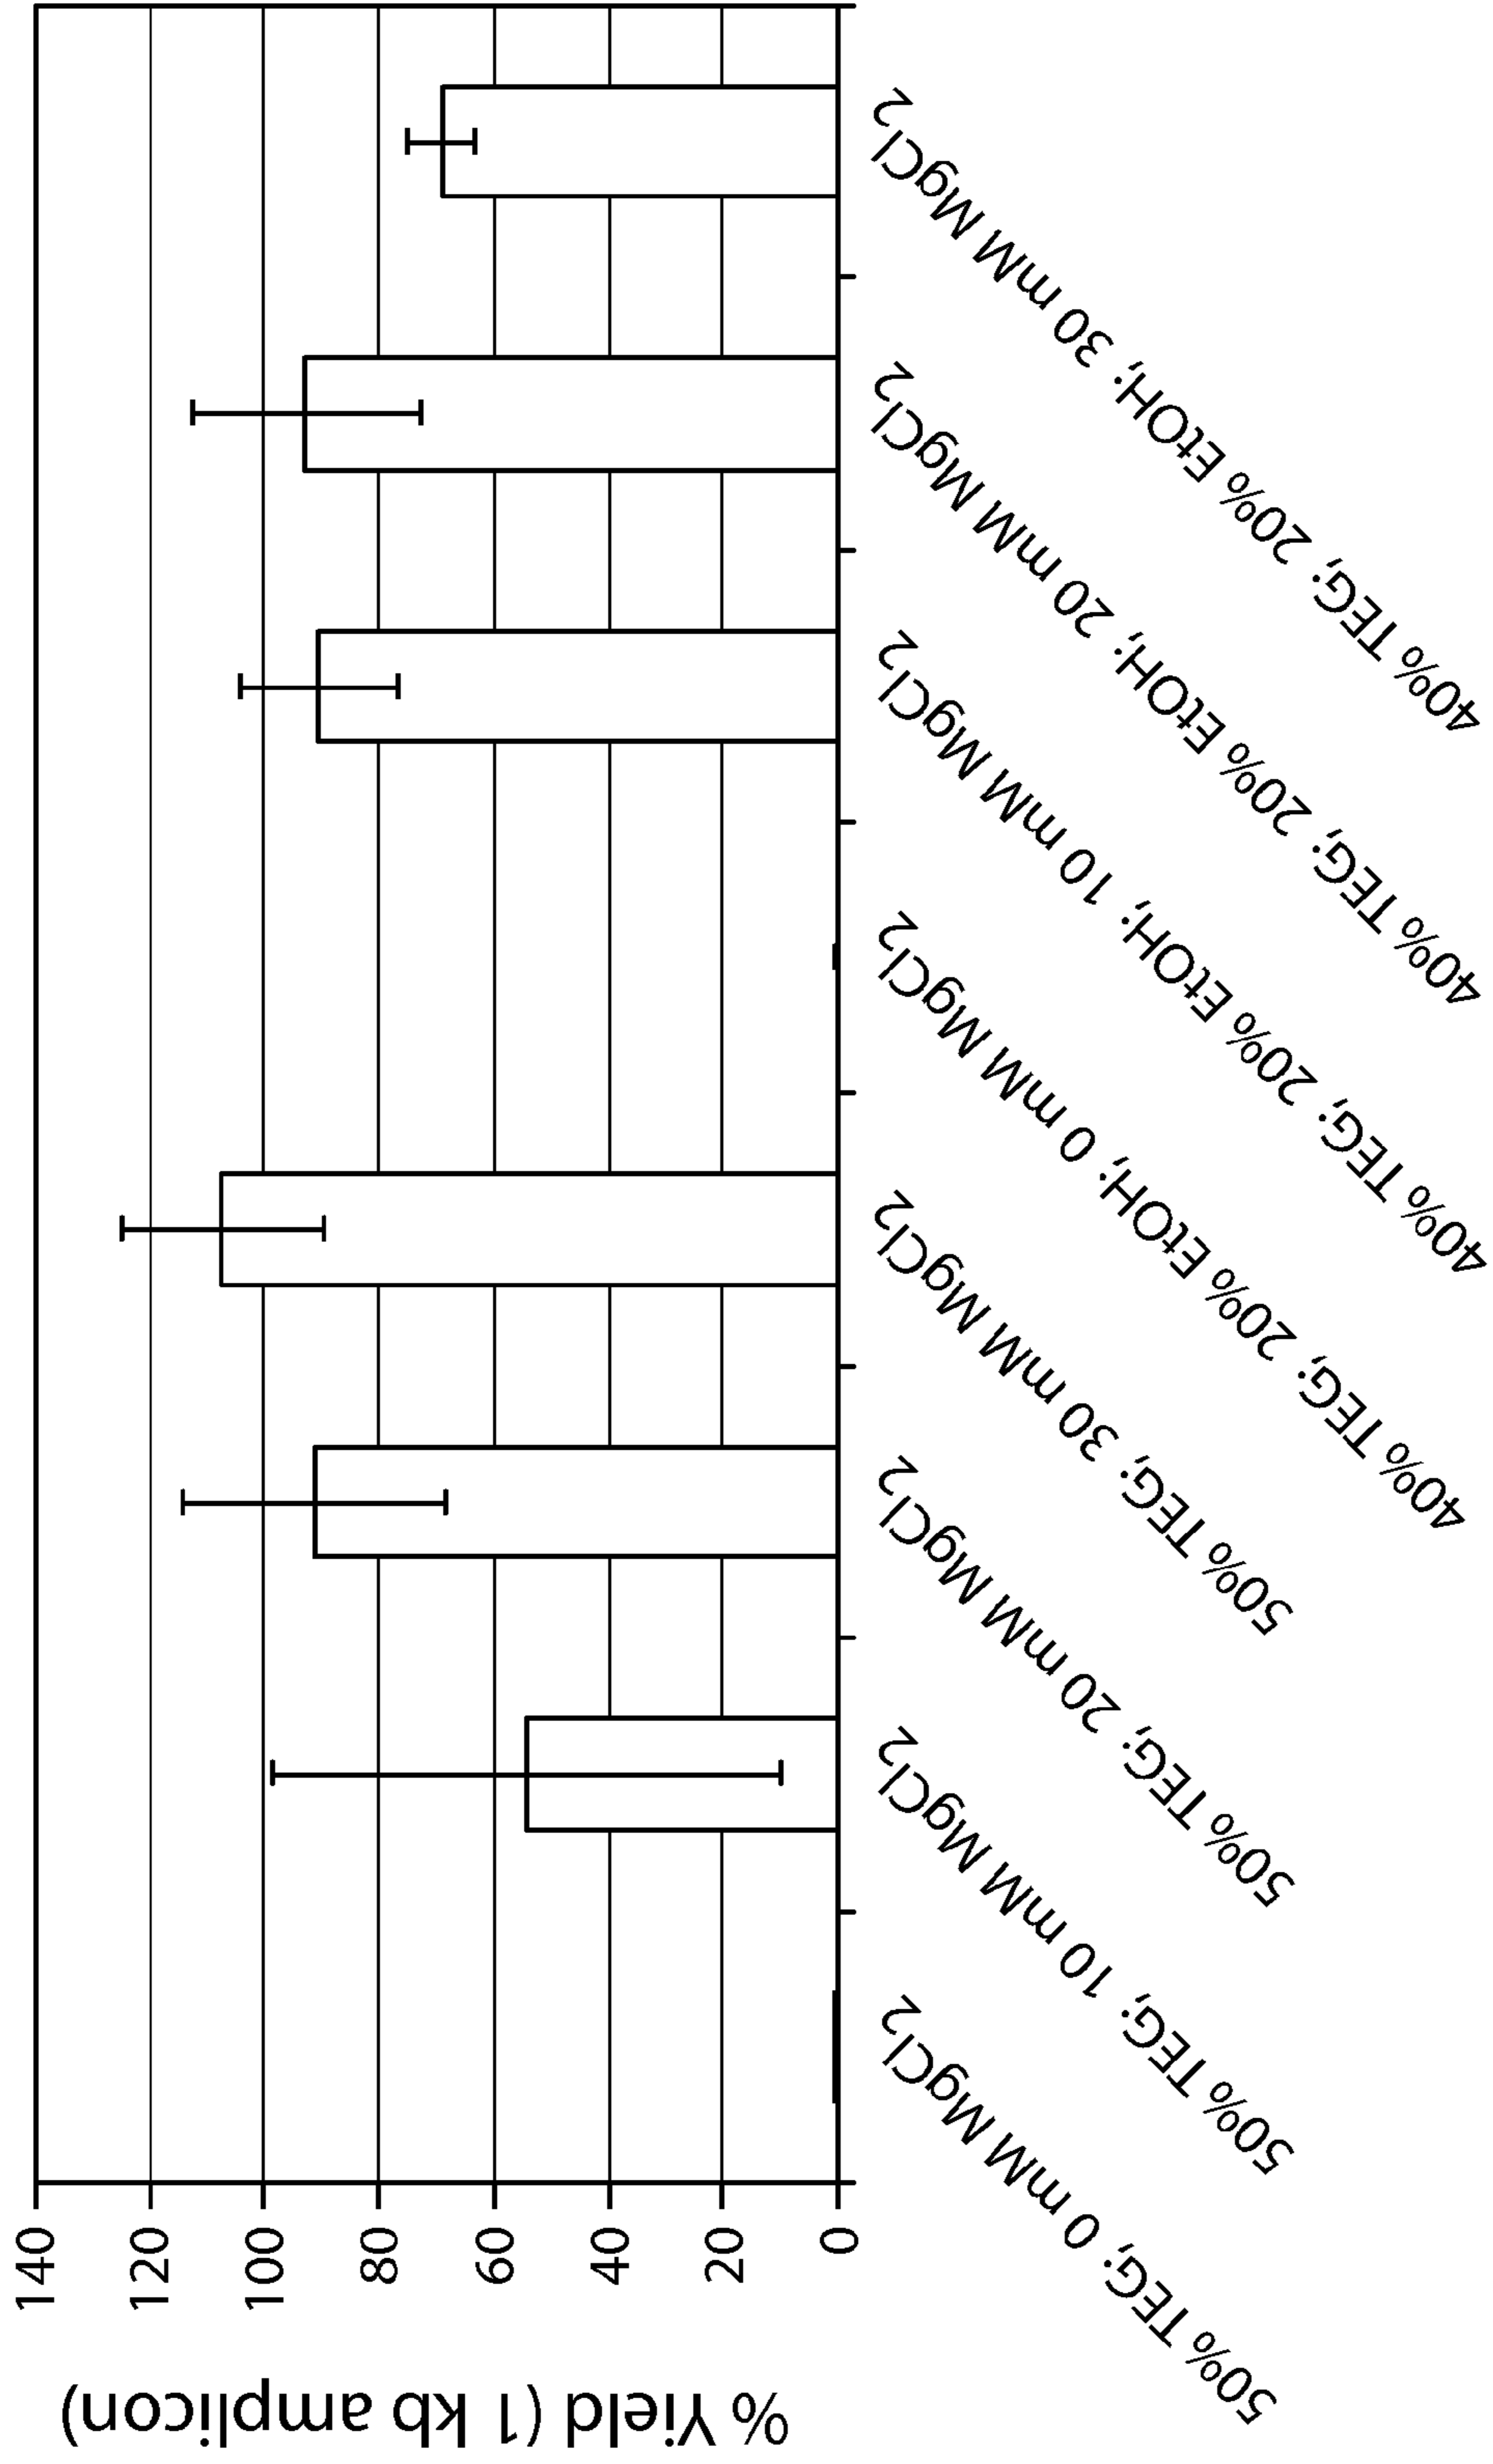 % Yield (1 kb amplicon)
140
120
100
80
60
40
20
0
50% TEG; 0 mM MgCl2
50% TEG; 10 mM MgCl2
50% TEG; 20 mM MgCl2
50% TEG; 30 mM MgCl2
40% TEG; 20% EtOH; 0 mM MgCl2
40% TEG; 20% EtOH; 10 mM MgCl2
40% TEG; 20% EtOH; 20 mM MgCl2
40% TEG; 20% EtOH; 30 mM MgCl2